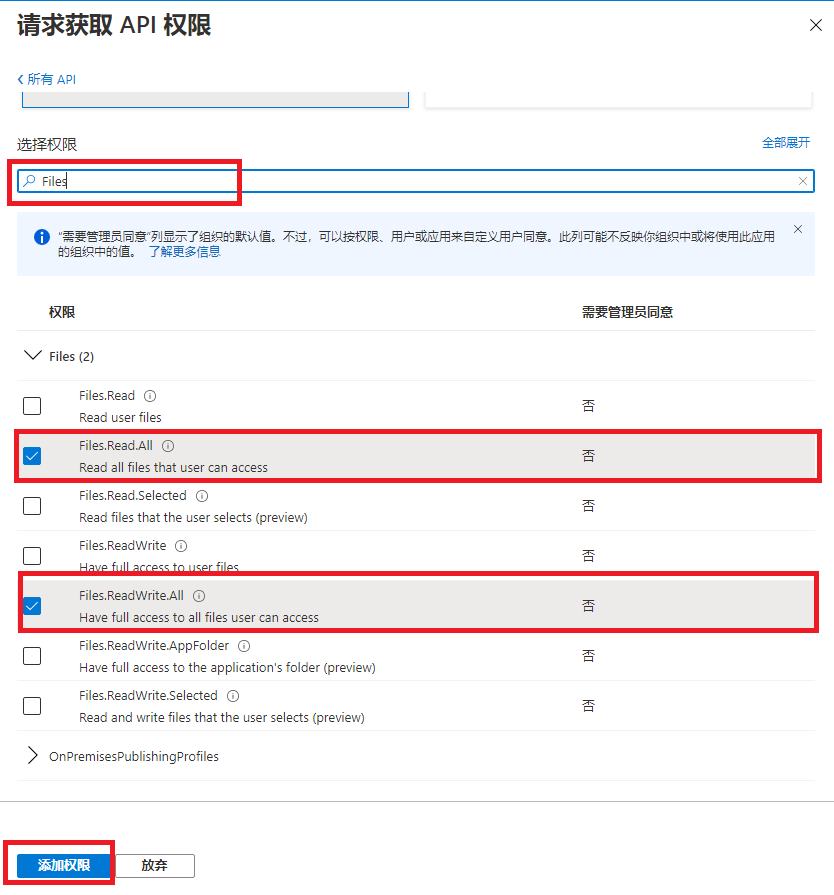 请求获取 API 权限
所有 API
选择权限
全部展开
Files
"需要管理员同意"列显示了组织的默认值。不过，可以按权限、用户或应用来自定义用户同意。此列可能不反映你组织中或将使用此应用
的组织中的值。 了解更多信息
权限 需要管理员同意
Files (2)
Files.Read
Read user files
否
Files.Read.All
Read all files that user can access
否
Files.Read.Selected
Read files that the user selects (preview)
否
Files.ReadWrite
Have full access to user files
否
Files.ReadWrite.All
Have full access to all files user can access
否
Files.ReadWrite.AppFolder
Have full access to the application's folder (preview)
否
Files.ReadWrite.Selected
Read and write files that the user selects (preview)
否
OnPremisesPublishingProfiles
添加权限 放弃